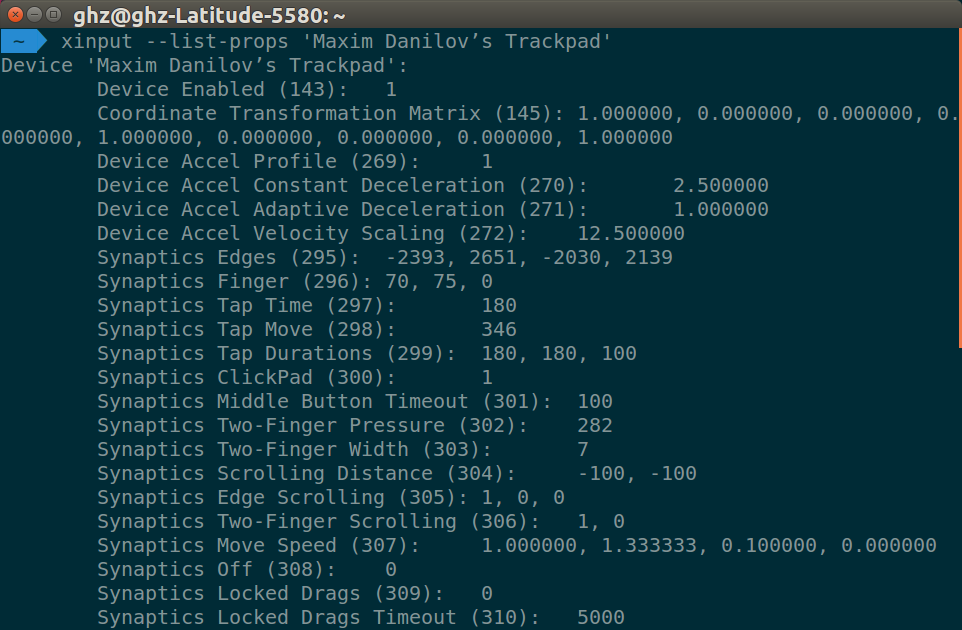 ghz@ghz-Latitude-5580: ~
~ xinput --list-props 'Maxim Danilov’s Trackpad'
Device 'Maxim Danilov’s Trackpad':
Device Enabled (143): 1
Coordinate Transformation Matrix (145): 1.000000, 0.000000, 0.000000, 0.
000000, 1.000000, 0.000000, 0.000000, 0.000000, 1.000000
Device Accel Profile (269): 1
Device Accel Constant Deceleration (270): 2.500000
Device Accel Adaptive Deceleration (271): 1.000000
Device Accel Velocity Scaling (272): 12.500000
Synaptics Edges (295): -2393, 2651, -2030, 2139
Synaptics Finger (296): 70, 75, 0
Synaptics Tap Time (297): 180
Synaptics Tap Move (298): 346
Synaptics Tap Durations (299): 180, 180, 100
Synaptics ClickPad (300): 1
Synaptics Middle Button Timeout (301): 100
Synaptics Two-Finger Pressure (302): 282
Synaptics Two-Finger Width (303): 7
Synaptics Scrolling Distance (304): -100, -100
Synaptics Edge Scrolling (305): 1, 0, 0
Synaptics Two-Finger Scrolling (306): 1, 0
Synaptics Move Speed (307): 1.000000, 1.333333, 0.100000, 0.000000
Synaptics Off (308): 0
Synaptics Locked Drags (309): 0
Synaptics Locked Drags Timeout (310): 5000